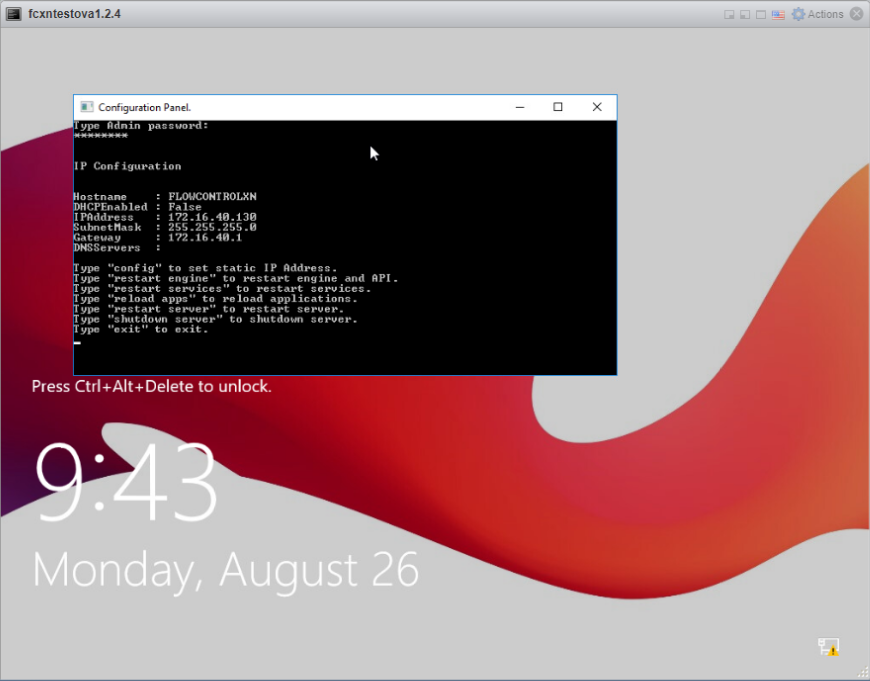 fcxntestova1.2.4
Actions
Configuration Panel.
Type Admin password:
********
IP Configuration
Hostname : FLOWCONTROLXN
DHCPEnabled : False
IPAddress : 172.16.40.130
SubnetMask : 255.255.255.0
Gateway : 172.16.40.1
DNSServers :
Type "config" to set static IP Address.
Type "restart engine" to restart engine and API.
Type "restart services" to restart services.
Type "reload apps" to reload applications.
Type "restart server" to restart server.
Type "shutdown server" to shutdown server.
Type "exit" to exit.
Press Ctrl+Alt+Delete to unlock.
9:43
Monday, August 26